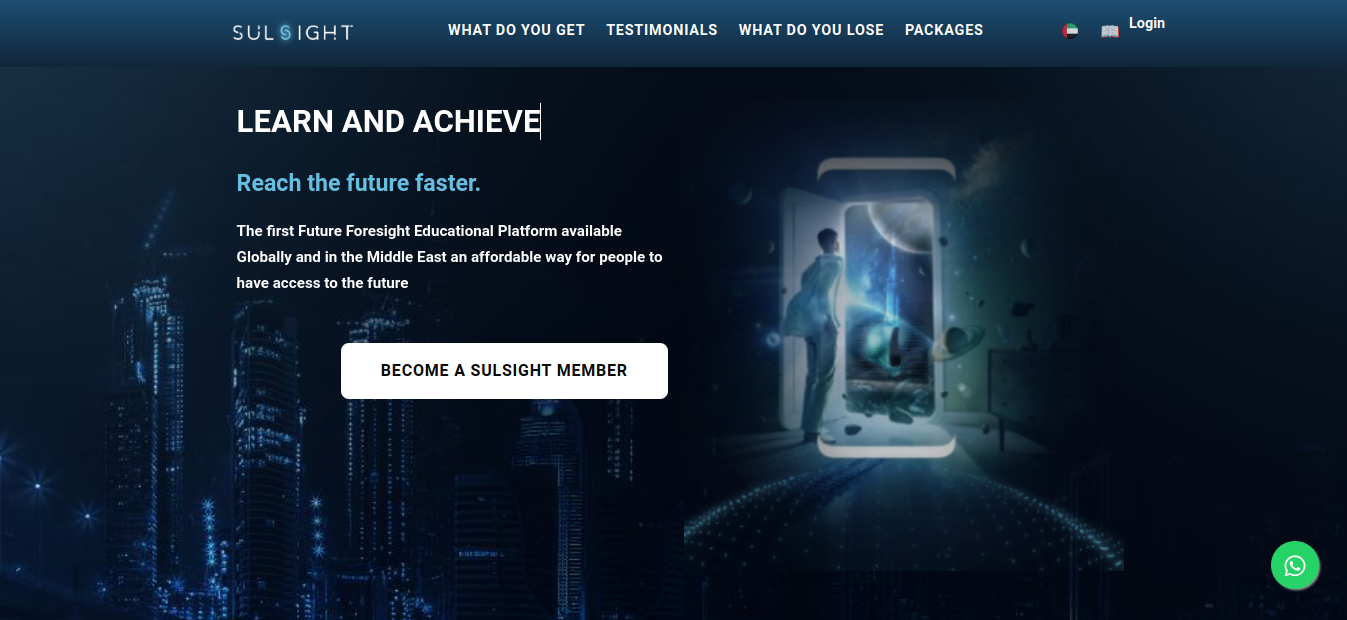 SULSIGHT
WHAT DO YOU GET
TESTIMONIALS
WHAT DO YOU LOSE
PACKAGES
Login
LEARN AND ACHIEVE
Reach the future faster.
The first Future Foresight Educational Platform available
Globally and in the Middle East an affordable way for people to
have access to the future
BECOME A SULSIGHT MEMBER